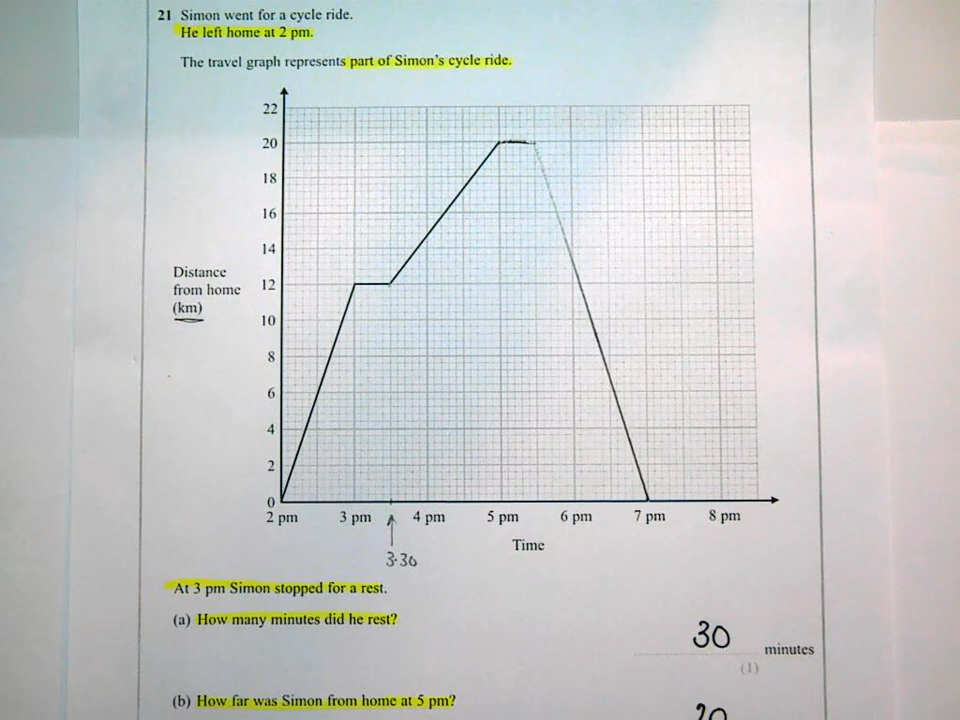 21 Simon went for a cycle ride.
He left home at 2 pm.
The travel graph represents part of Simon's cycle ride.
22
20
18
16
14
Distance
from home
(km)
12
10
8
6
4
2
0
2 pm 3 pm 4 pm 5 pm 6 pm 7 pm 8 pm
Time
3·30
At 3 pm Simon stopped for a rest.
(a) How many minutes did he rest?
30 minutes
(1)
(b) How far was Simon from home at 5 pm?
20